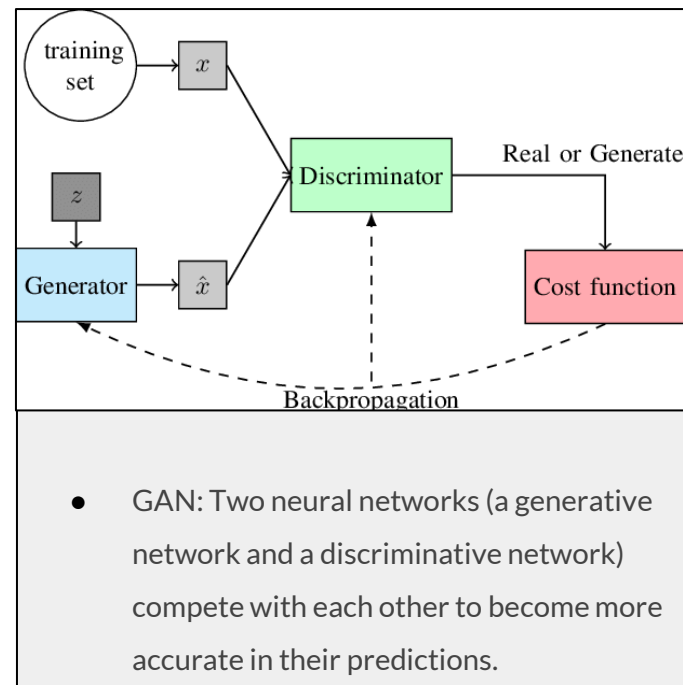 training
set
x
Real or Generate
Discriminator
z
Generator
x̂
Cost function
Backpropagation
● GAN: Two neural networks (a generative
network and a discriminative network)
compete with each other to become more
accurate in their predictions.